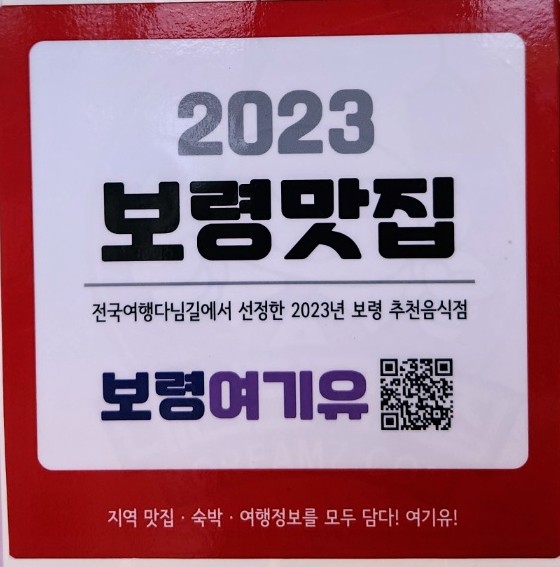 2023
보령맛집
전국여행다님길에서 선정한 2023년 보령 추천음식점
보령여기유
지역 맛집 · 숙박 · 여행정보를 모두 담다! 여기유!